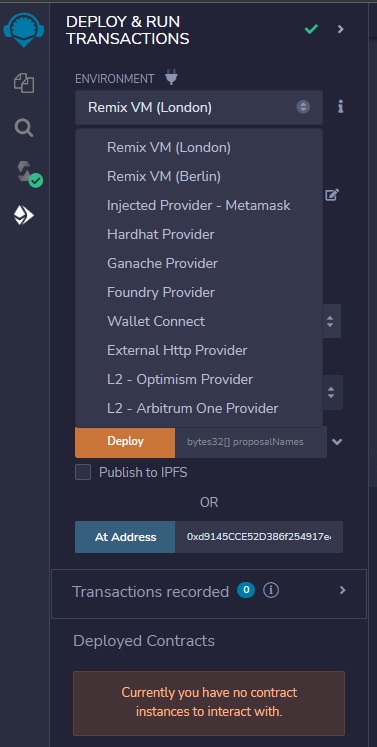 DEPLOY & RUN
TRANSACTIONS
ENVIRONMENT
Remix VM (London)
Remix VM (London)
Remix VM (Berlin)
Injected Provider - Metamask
Hardhat Provider
Ganache Provider
Foundry Provider
Wallet Connect
External Http Provider
L2 - Optimism Provider
L2 - Arbitrum One Provider
Deploy bytes32[] proposalNames
Publish to IPFS
OR
At Address 0xd9145CCE52D386f254917e
Transactions recorded 0 i
Deployed Contracts
Currently you have no contract
instances to interact with.